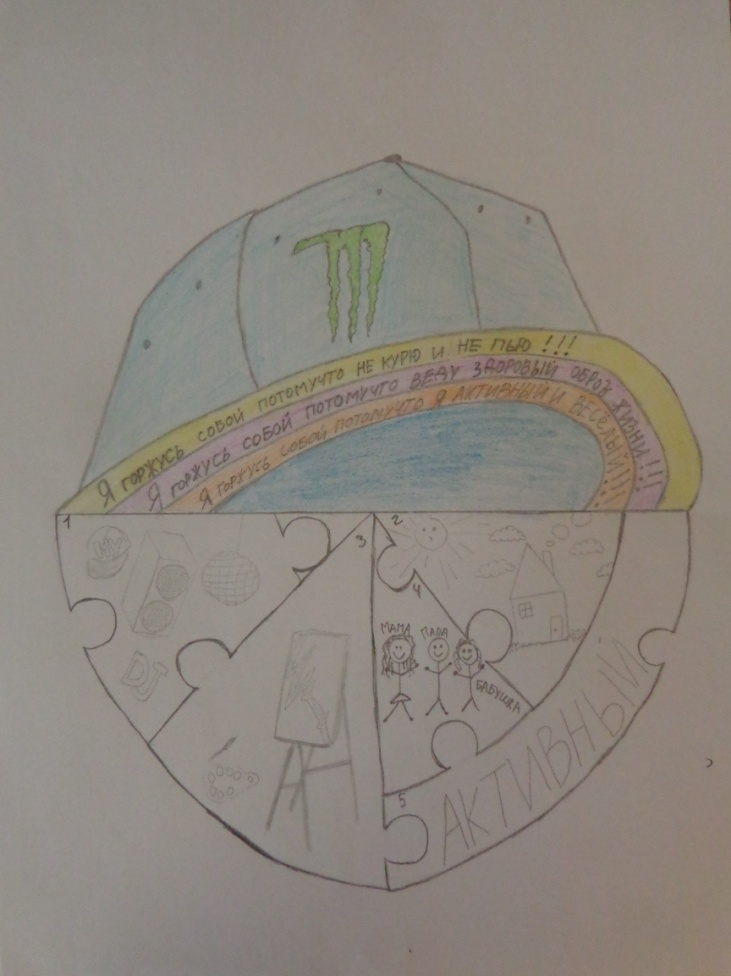 Я ГОРЖУСЬ СОБОЙ ПОТОМУЧТО НЕ КУРЮ И НЕ ПЬЮ !!!
Я ГОРЖУСЬ СОБОЙ ПОТОМУЧТО ВЕДУ ЗДОРОВЫЙ ОБРОЖ ЖИЗНИ!!!
Я ГОРЖУСЬ СОБОЙ ПОТОМУЧТО Я АКТИВНЫЙ И ВЕСЁЛЫЙ!!!
1
2
3
4
DJ
МАМА
ПАПА
БАБУШКА
5
АКТИВНЫЙ